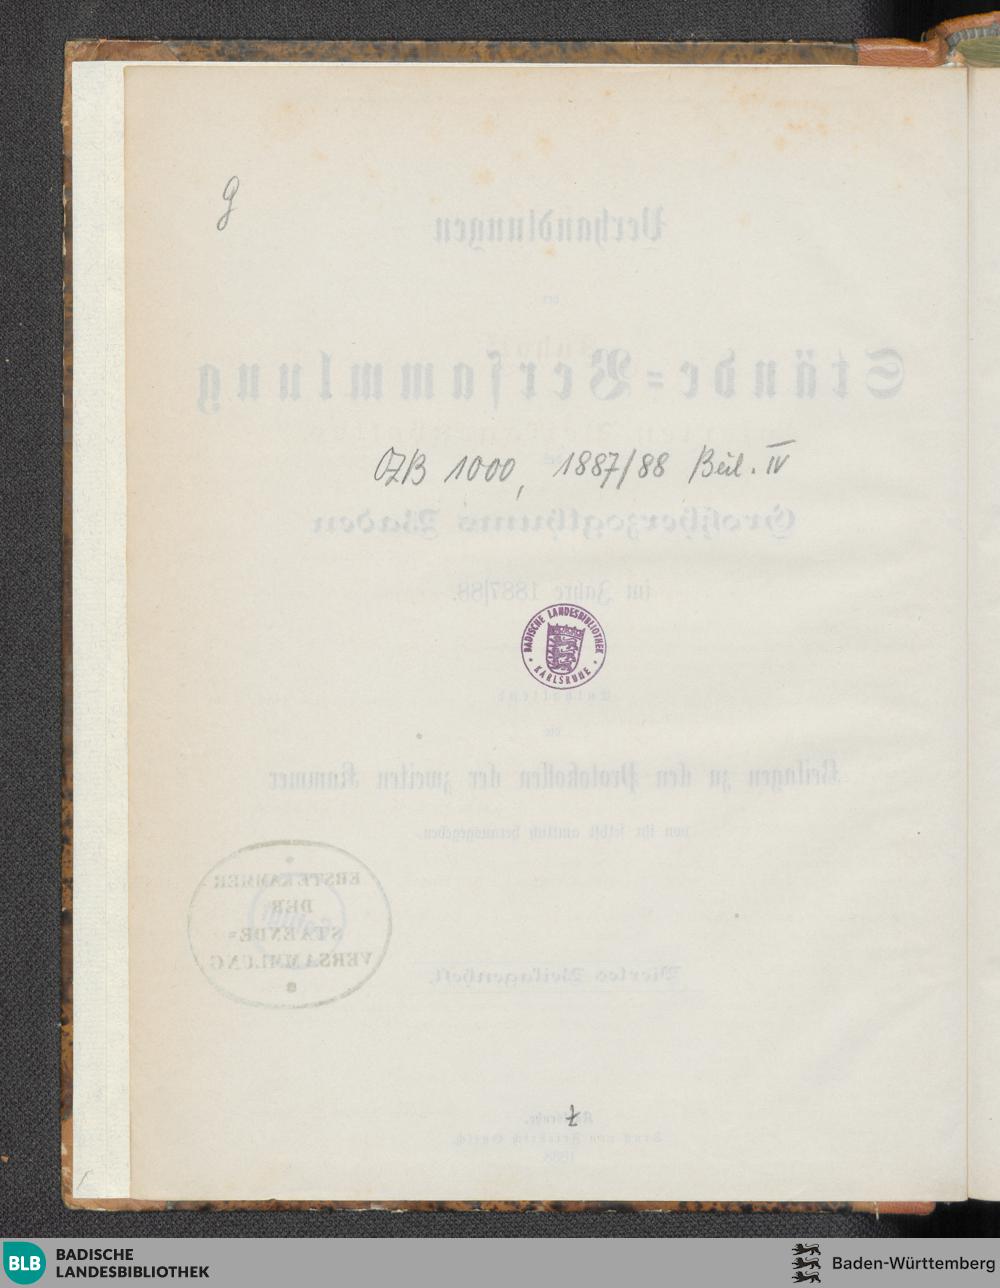 g
Verhandlungen
der
Stände=Versammlung
OZB 1000, 1887/88 Beil. IV
Großherzogthums Baden
im Jahre 1887/88.
BADISCHE LANDESBIBLIOTHEK
• KARLSRUHE •
Enthaltend
die
Beilagen zu den Protokollen der zweiten Kammer
von ihr selbst amtlich herausgegeben.
ERSTE KAMMER
DER
STAENDE=
VERSAMMLUNG
Viertes Beilagenheft.
7
Karlsruhe.
1888
BLB
BADISCHE
LANDESBIBLIOTHEK
Baden-Württemberg